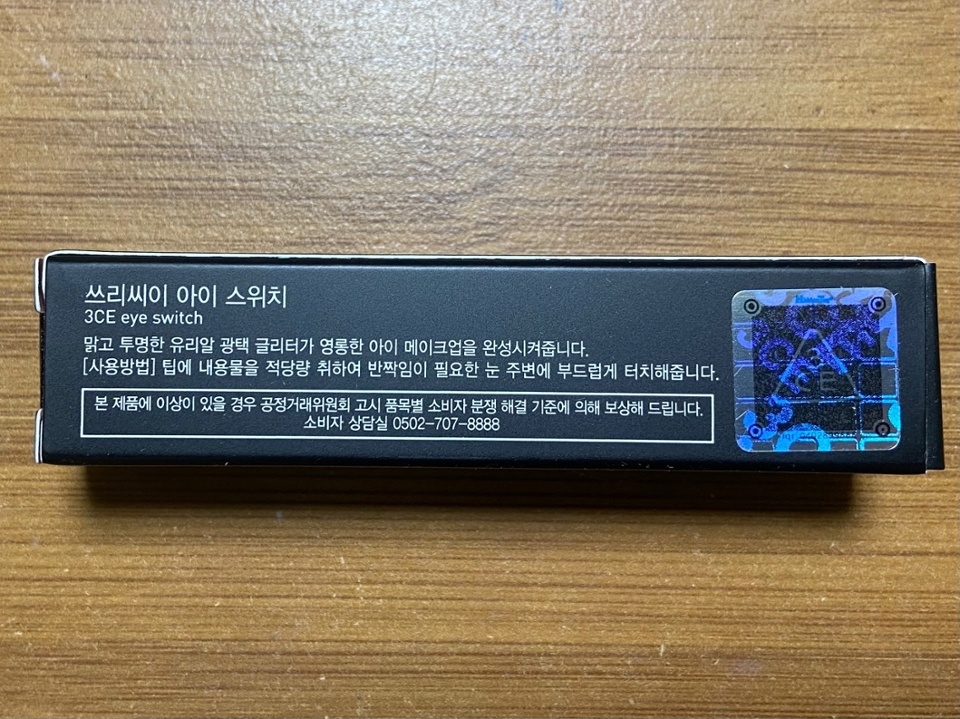 쓰리씨이 아이 스위치
3CE eye switch
맑고 투명한 유리알 광택 글리터가 영롱한 아이 메이크업을 완성시켜줍니다.
[사용방법] 팁에 내용물을 적당량 취하여 반짝임이 필요한 눈 주변에 부드럽게 터치해줍니다.
본 제품에 이상이 있을 경우 공정거래위원회 고시 품목별 소비자 분쟁 해결 기준에 의해 보상해 드립니다.
소비자 상담실 0502-707-8888
3
CE